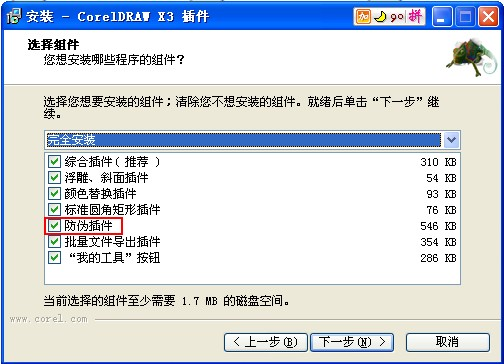 安装 - CorelDRAW X3 插件
拼
选择组件
您想安装哪些程序的组件？
选择您想要安装的组件；清除您不想安装的组件。就绪后单击“下一步”继
续。
完全安装
综合插件( 推荐 ) 310 KB
浮雕、斜面插件 54 KB
颜色替换插件 93 KB
标准圆角矩形插件 76 KB
防伪插件 546 KB
批量文件导出插件 354 KB
“我的工具”按钮 286 KB
当前选择的组件至少需要 1.7 MB 的磁盘空间。
www.corel.com
< 上一步(B) 下一步(N) > 取消